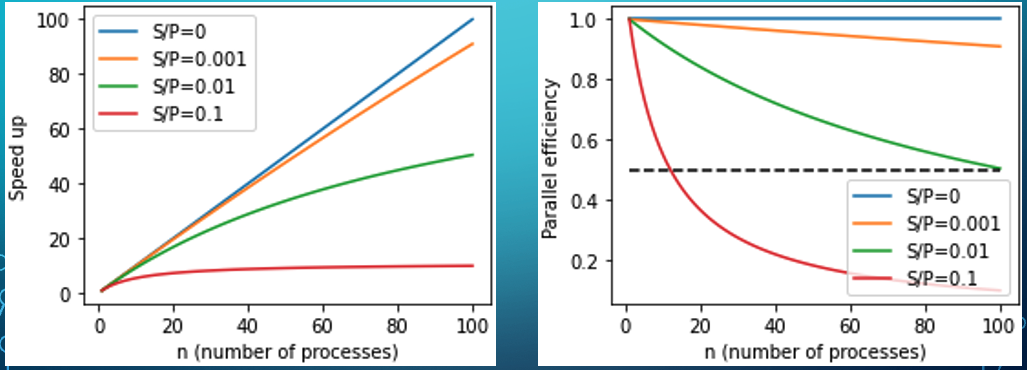 Speed up
100
80
60
40
20
0
S/P=0
S/P=0.001
S/P=0.01
S/P=0.1
0 20 40 60 80 100
n (number of processes)
Parallel efficiency
1.0
0.8
0.6
0.4
0.2
S/P=0
S/P=0.001
S/P=0.01
S/P=0.1
0 20 40 60 80 100
n (number of processes)